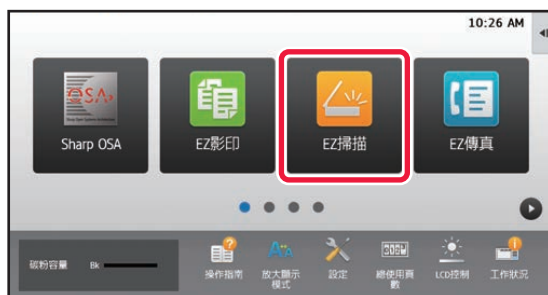 10:26 AM
OSA
Sharp OSA
EZ影印
EZ掃描
EZ傳真
碳粉容量 Bk
操作指南
放大顯示
模式
設定
總使用頁
數
LCD控制
工作狀況